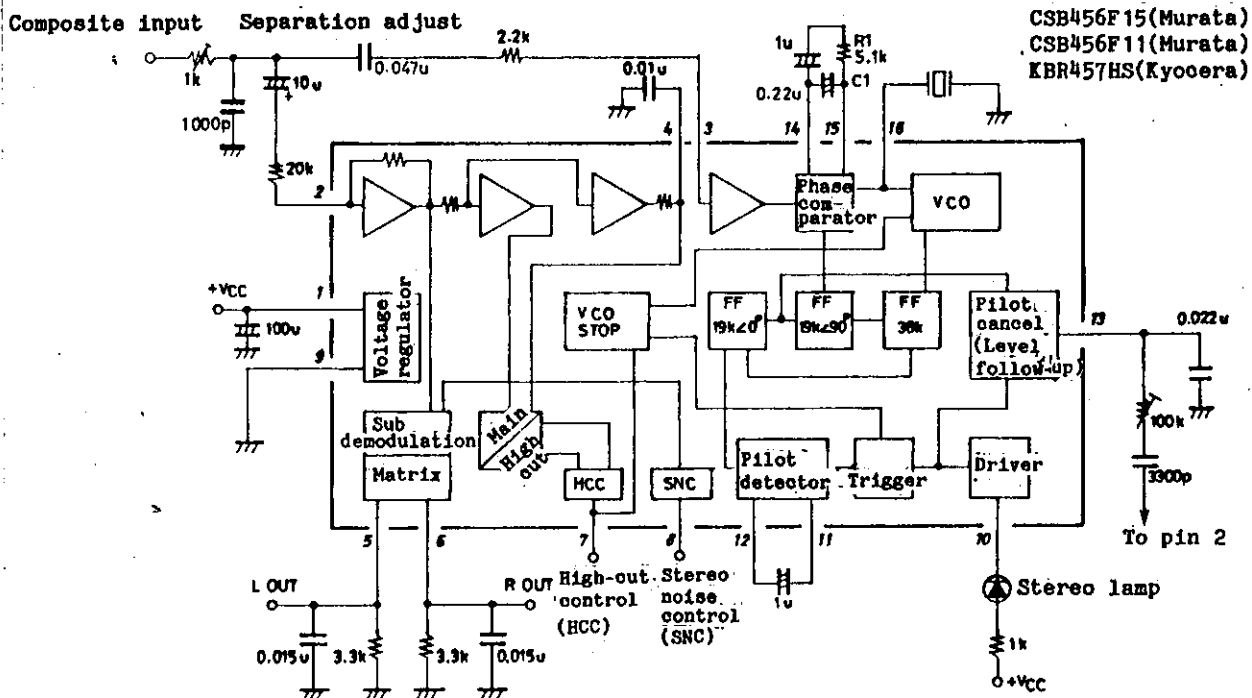 Composite input
Separation adjust
CSB456F15(Murata)
CSB456F11(Murata)
KBR457HS(Kyocera)
1k
1000p
10u
+
20k
0.047u
2.2k
0.01u
1u
R1
5.1k
C1
0.22u
4
3
14
15
16
2
Phase
com-
parator
VCO
+VCC
1
100u
9
Voltage
regulator
VCO
STOP
FF
19k∠0°
FF
19k∠90°
FF
38k
Pilot
cancel
(Level
follow-up)
13
0.022u
100k
3300p
To pin 2
Sub
demodulation
Matrix
Main
High
cut
HCC
SNC
Pilot
detector
Trigger
Driver
5
6
7
8
12
11
10
L OUT
R OUT
High-cut
control
(HCC)
Stereo
noise
control
(SNC)
1u
Stereo lamp
0.015u
3.3k
3.3k
0.015u
1k
+VCC